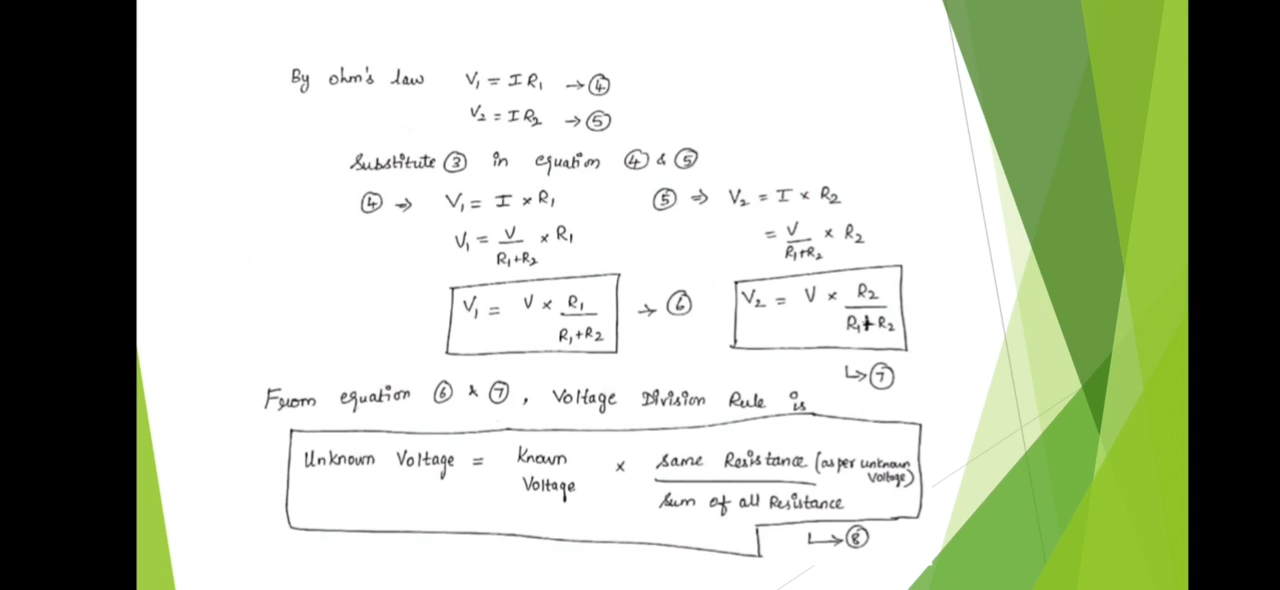 By ohm's law V₁ = I R₁ → ④
V₂ = I R₂ → ⑤
Substitute ③ in equation ④ & ⑤
④ ⇒ V₁ = I × R₁ ⑤ ⇒ V₂ = I × R₂
V₁ = V/(R₁+R₂) × R₁ = V/(R₁+R₂) × R₂
V₁ = V × R₁/(R₁+R₂) → ⑥ V₂ = V × R₂/(R₁+R₂)
↳ ⑦
From equation ⑥ & ⑦, Voltage Division Rule is
Unknown Voltage = Known Voltage × Same Resistance (as per unknown Voltage) / Sum of all Resistance
↳ ⑧